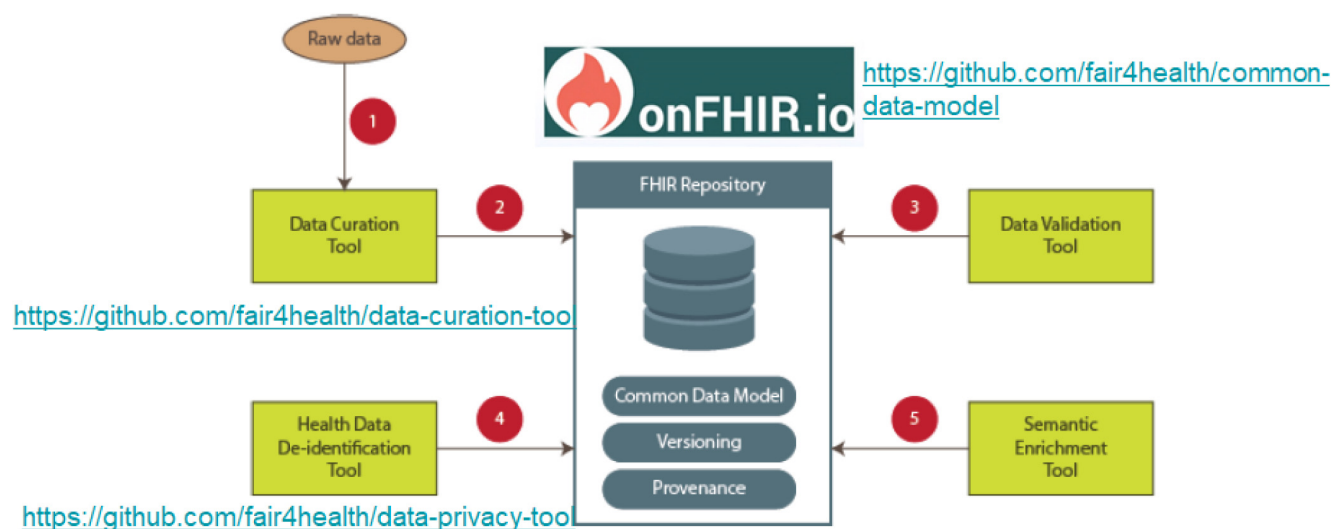 Raw data
1
onFHIR.io
https://github.com/fair4health/common-
data-model
FHIR Repository
Data Curation
Tool
2
3
Data Validation
Tool
https://github.com/fair4health/data-curation-tool
Common Data Model
Versioning
Provenance
Health Data
De-identification
Tool
4
5
Semantic
Enrichment
Tool
https://github.com/fair4health/data-privacy-tool